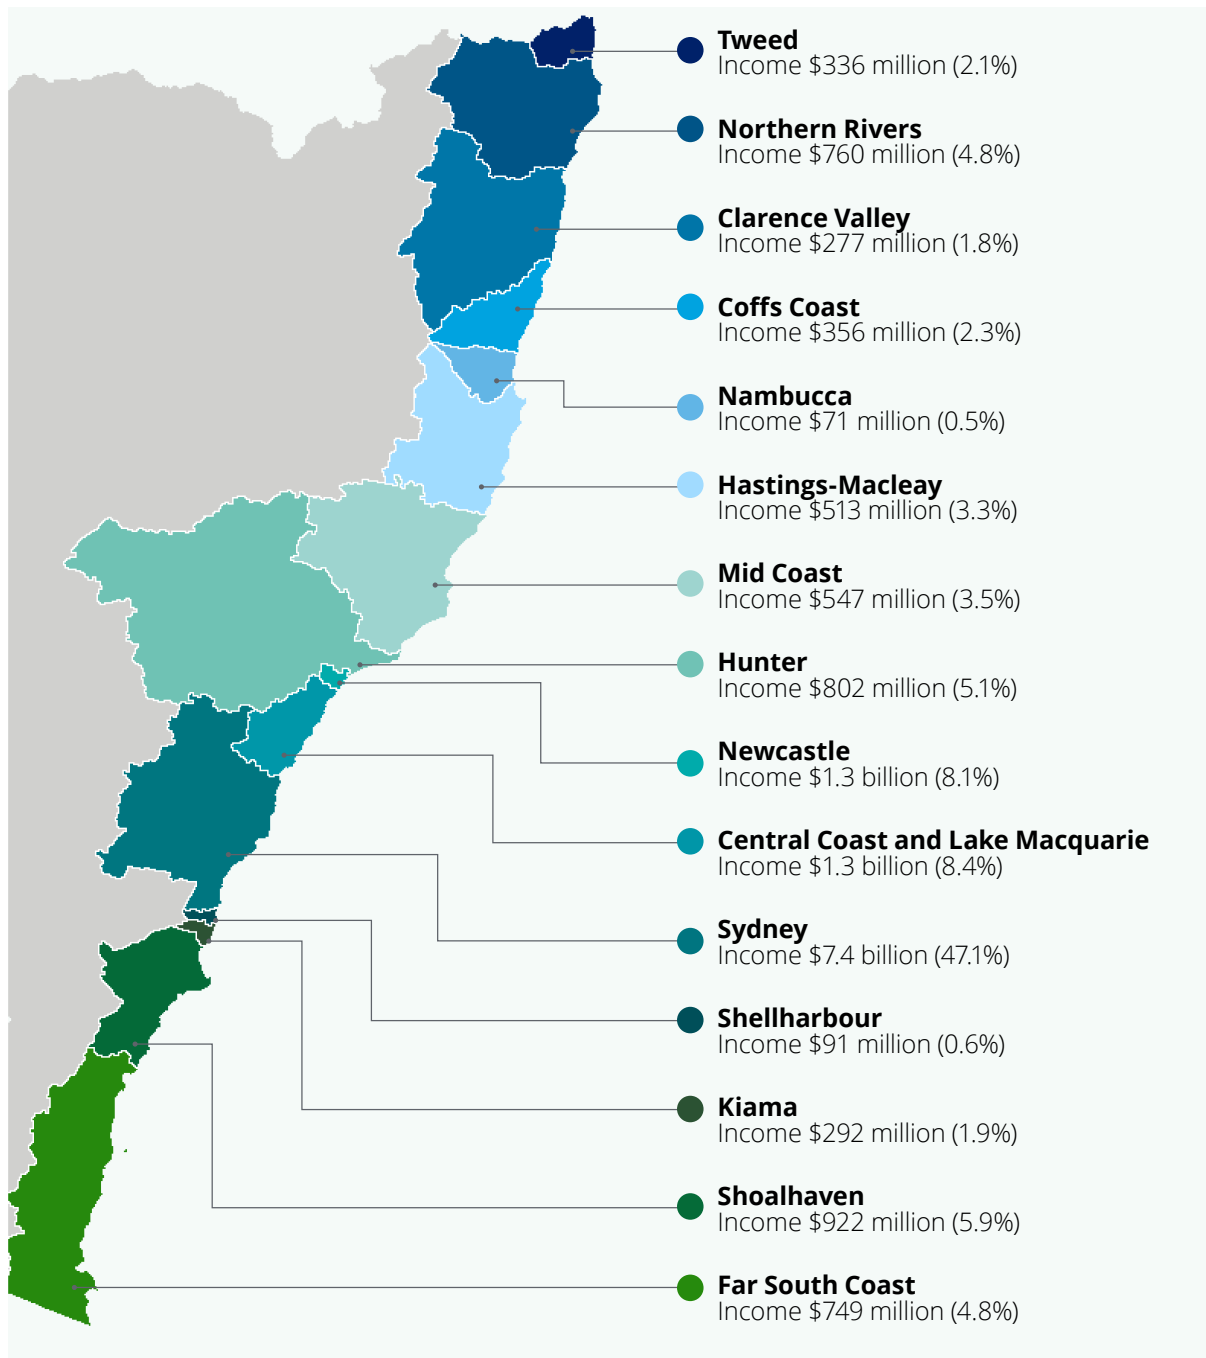 Tweed
Income $336 million (2.1%)
Northern Rivers
Income $760 million (4.8%)
Clarence Valley
Income $277 million (1.8%)
Coffs Coast
Income $356 million (2.3%)
Nambucca
Income $71 million (0.5%)
Hastings-Macleay
Income $513 million (3.3%)
Mid Coast
Income $547 million (3.5%)
Hunter
Income $802 million (5.1%)
Newcastle
Income $1.3 billion (8.1%)
Central Coast and Lake Macquarie
Income $1.3 billion (8.4%)
Sydney
Income $7.4 billion (47.1%)
Shellharbour
Income $91 million (0.6%)
Kiama
Income $292 million (1.9%)
Shoalhaven
Income $922 million (5.9%)
Far South Coast
Income $749 million (4.8%)